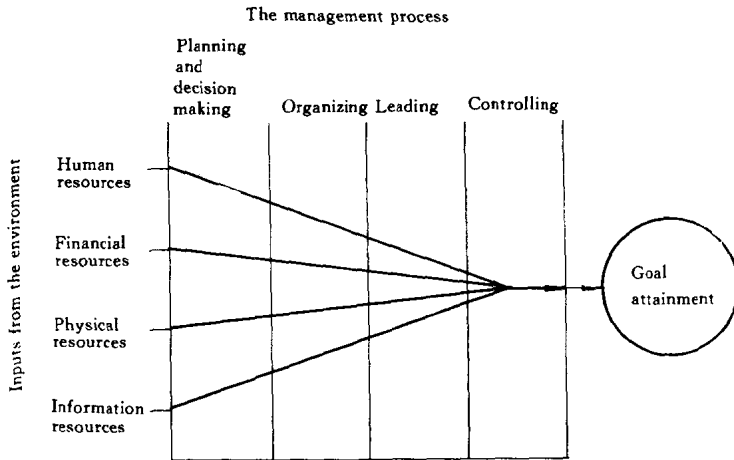 The management process
Planning
and
decision
making
Organizing
Leading
Controlling
Inputs from the environment
Human
resources
Financial
resources
Physical
resources
Information
resources
Goal
attainment